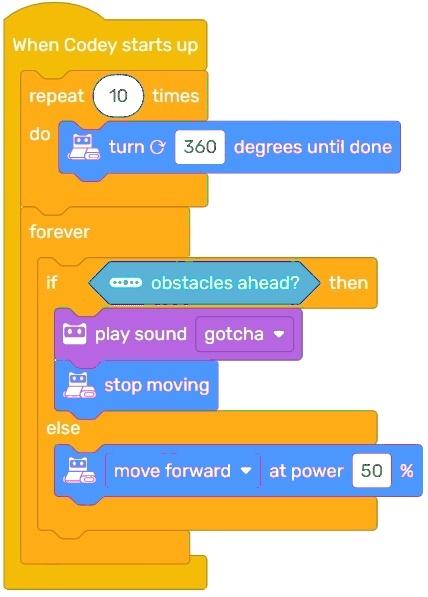 When Codey starts up
repeat 10 times
do
turn 360 degrees until done
forever
if obstacles ahead? then
play sound gotcha
stop moving
else
move forward at power 50 %